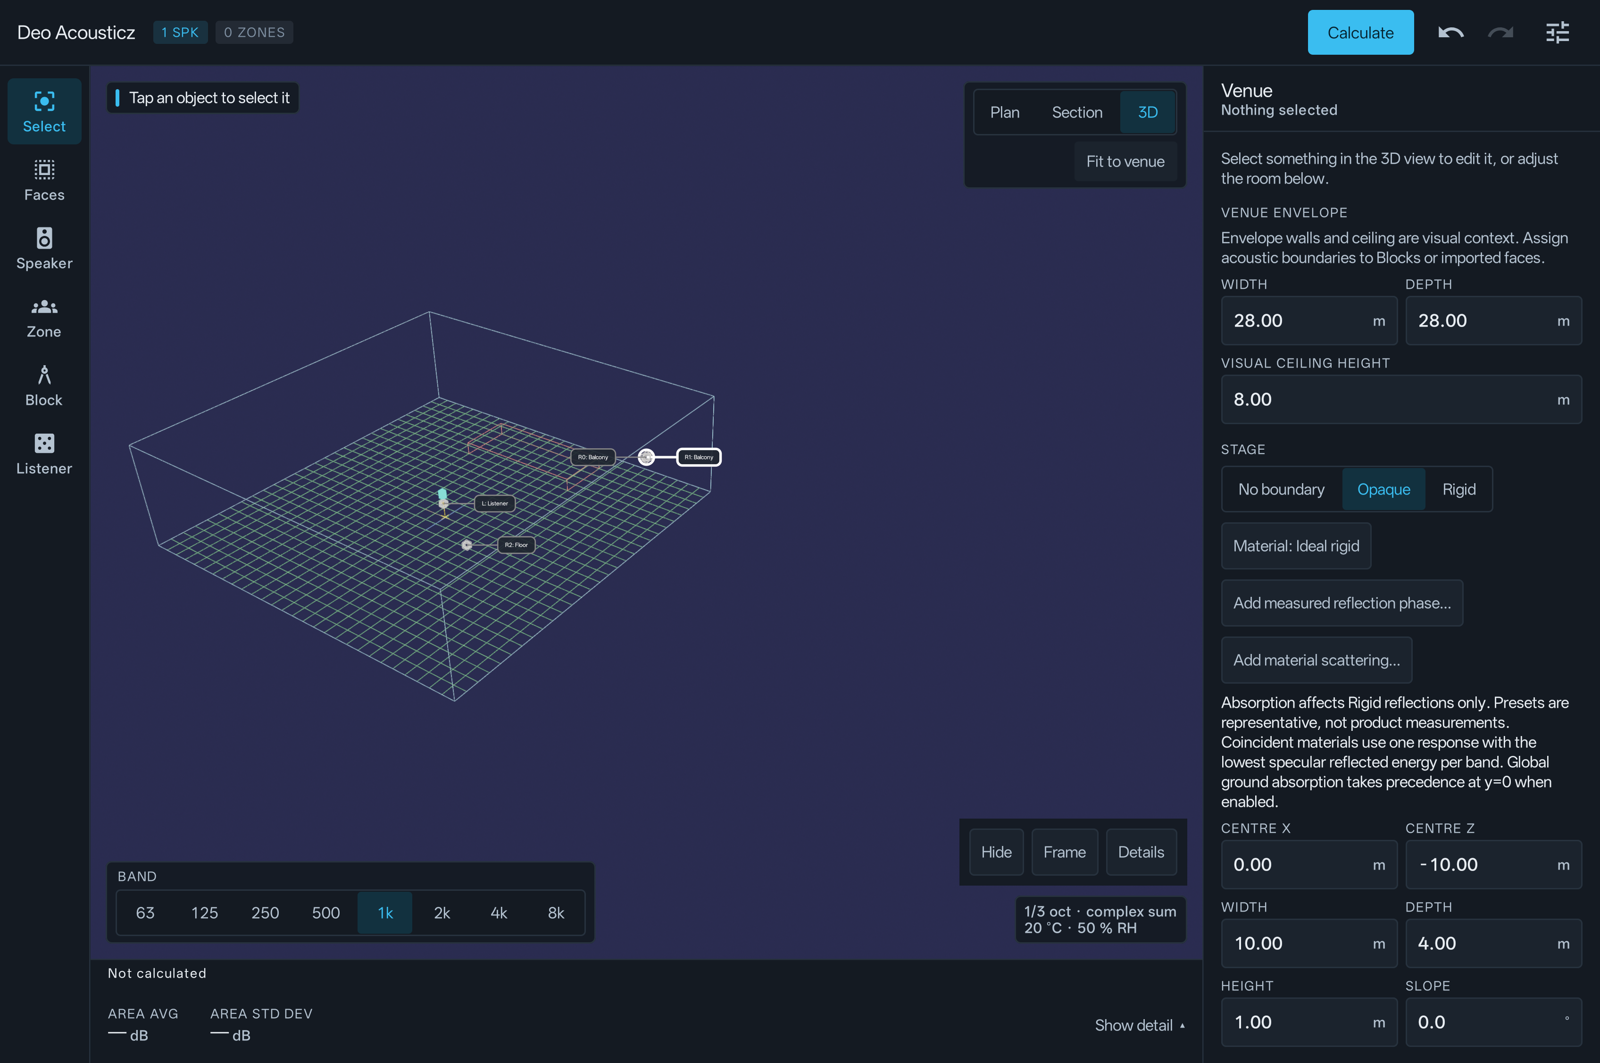 Deo Acousticz
1 SPK
0 ZONES
Calculate
Select
Faces
Speaker
Zone
Block
Listener
Tap an object to select it
Plan
Section
3D
Fit to venue
R0: Balcony
R1: Balcony
L: Listener
R2: Floor
Hide
Frame
Details
BAND
63
125
250
500
1k
2k
4k
8k
1/3 oct · complex sum
20 °C · 50 % RH
Not calculated
AREA AVG
— dB
AREA STD DEV
— dB
Show detail ▴
Venue
Nothing selected
Select something in the 3D view to edit it, or adjust
the room below.
VENUE ENVELOPE
Envelope walls and ceiling are visual context. Assign
acoustic boundaries to Blocks or imported faces.
WIDTH
28.00 m
DEPTH
28.00 m
VISUAL CEILING HEIGHT
8.00 m
STAGE
No boundary
Opaque
Rigid
Material: Ideal rigid
Add measured reflection phase...
Add material scattering...
Absorption affects Rigid reflections only. Presets are
representative, not product measurements.
Coincident materials use one response with the
lowest specular reflected energy per band. Global
ground absorption takes precedence at y=0 when
enabled.
CENTRE X
0.00 m
CENTRE Z
-10.00 m
WIDTH
10.00 m
DEPTH
4.00 m
HEIGHT
1.00 m
SLOPE
0.0 °